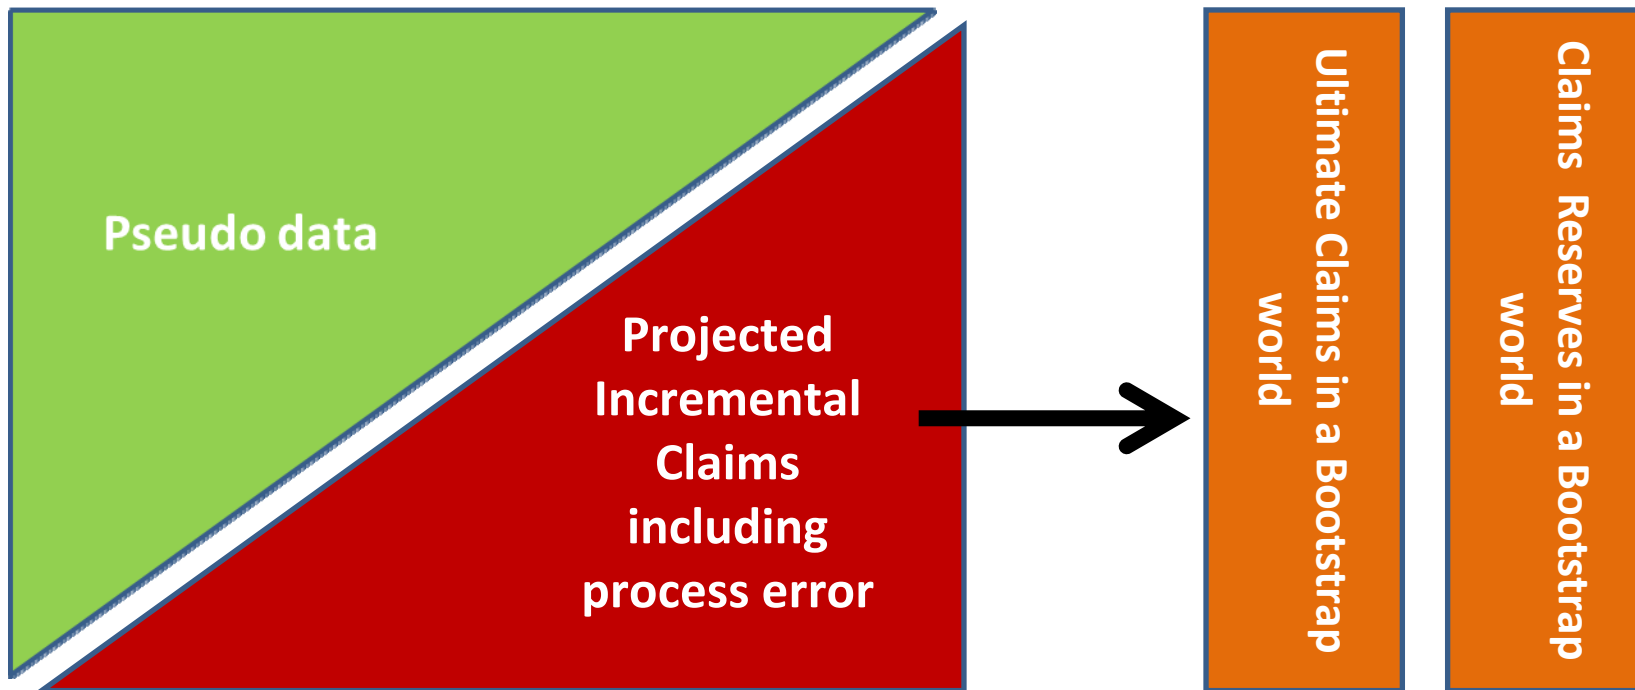 Pseudo data
Projected
Incremental
Claims
including
process error
Ultimate Claims in a Bootstrap
world
Claims  Reserves in a Bootstrap
world